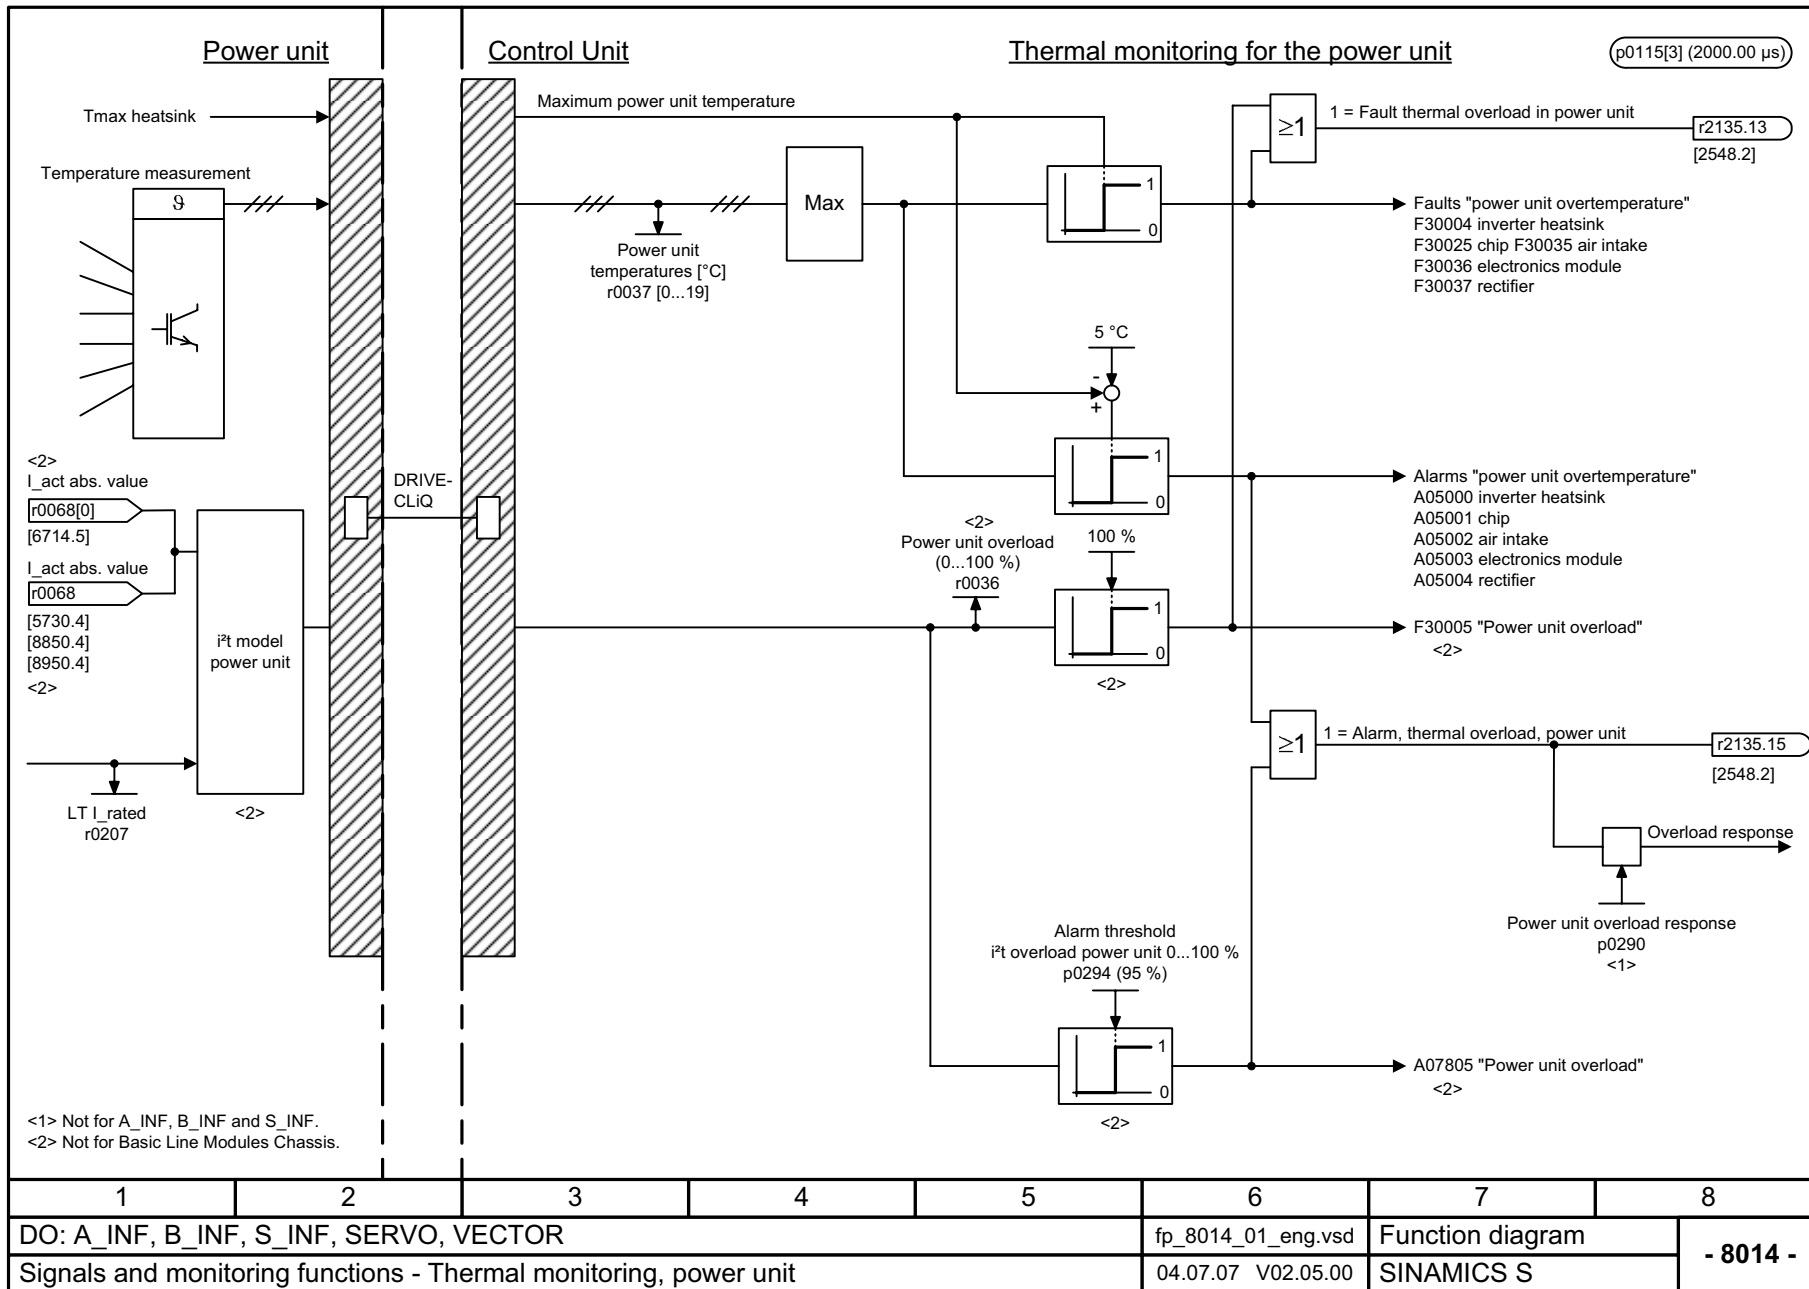 Power unit
Control Unit
Thermal monitoring for the power unit
p0115[3] (2000.00 µs)
Tmax heatsink
Maximum power unit temperature
≥1
1 = Fault thermal overload in power unit
r2135.13
[2548.2]
Temperature measurement
ϑ
Max
1
0
Power unit
temperatures [°C]
r0037 [0...19]
Faults "power unit overtemperature"
F30004 inverter heatsink
F30025 chip F30035 air intake
F30036 electronics module
F30037 rectifier
5 °C
-
+
<2>
I_act abs. value
r0068[0]
[6714.5]
I_act abs. value
r0068
[5730.4]
[8850.4]
[8950.4]
<2>
i²t model
power unit
<2>
LT I_rated
r0207
DRIVE-
CLiQ
1
0
Alarms "power unit overtemperature"
A05000 inverter heatsink
A05001 chip
A05002 air intake
A05003 electronics module
A05004 rectifier
<2>
Power unit overload
(0...100 %)
r0036
100 %
1
0
<2>
F30005 "Power unit overload"
<2>
≥1
1 = Alarm, thermal overload, power unit
r2135.15
[2548.2]
Overload response
Power unit overload response
p0290
<1>
Alarm threshold
i²t overload power unit 0...100 %
p0294 (95 %)
1
0
<2>
A07805 "Power unit overload"
<2>
<1> Not for A_INF, B_INF and S_INF.
<2> Not for Basic Line Modules Chassis.
1 2 3 4 5 6 7 8
DO: A_INF, B_INF, S_INF, SERVO, VECTOR
fp_8014_01_eng.vsd
Function diagram
- 8014 -
Signals and monitoring functions - Thermal monitoring, power unit
04.07.07 V02.05.00
SINAMICS S